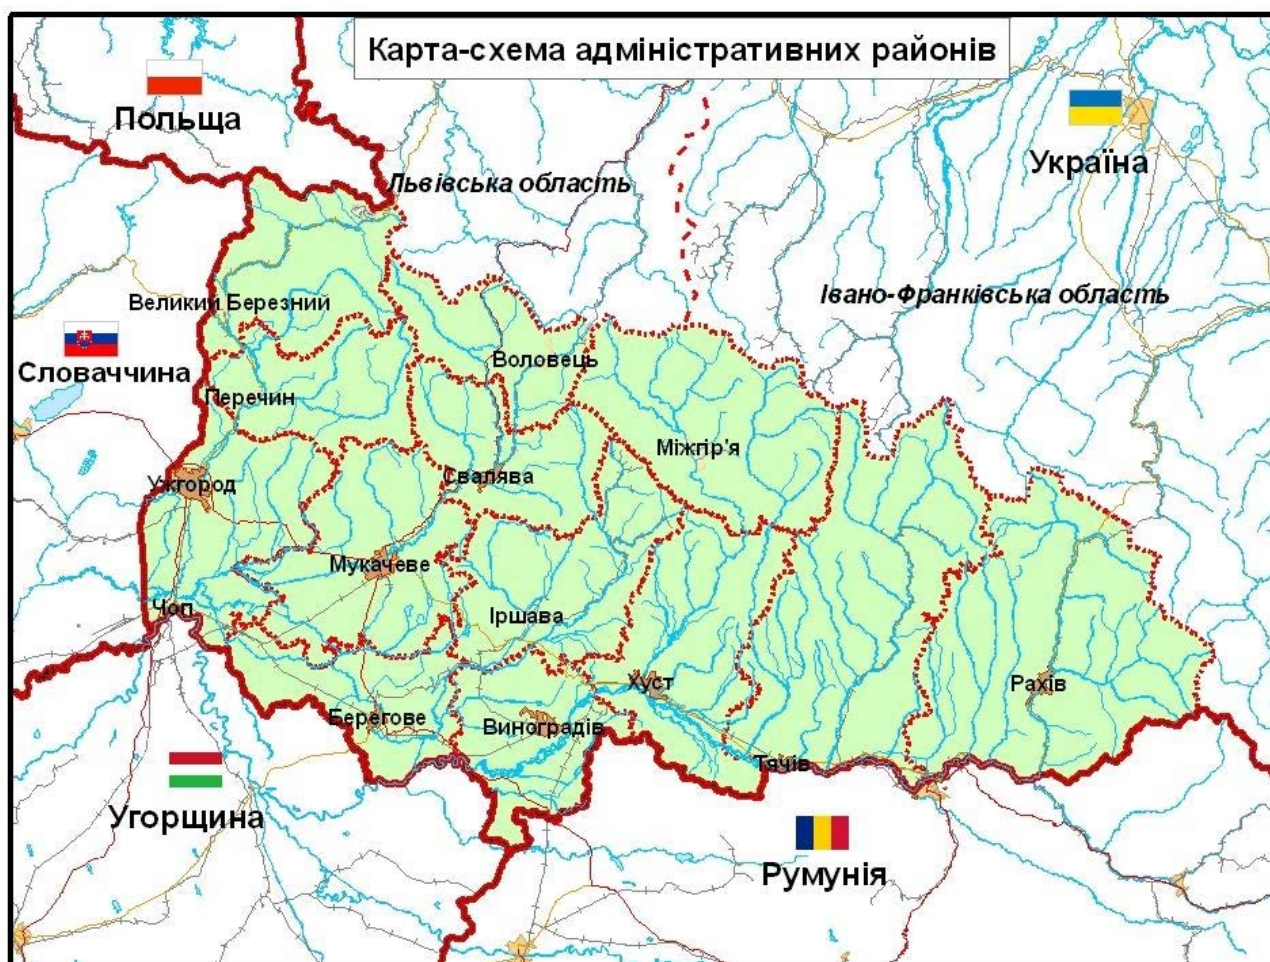 Карта-схема адміністративних районів
Польща
Україна
Львівська область
Івано-Франківська область
Великий Березний
Словаччина
Воловець
Перечин
Міжгір'я
Свалява
Ужгород
Мукачеве
Чоп
Іршава
Хуст
Рахів
Берегове
Виноградів
Тячів
Угорщина
Румунія